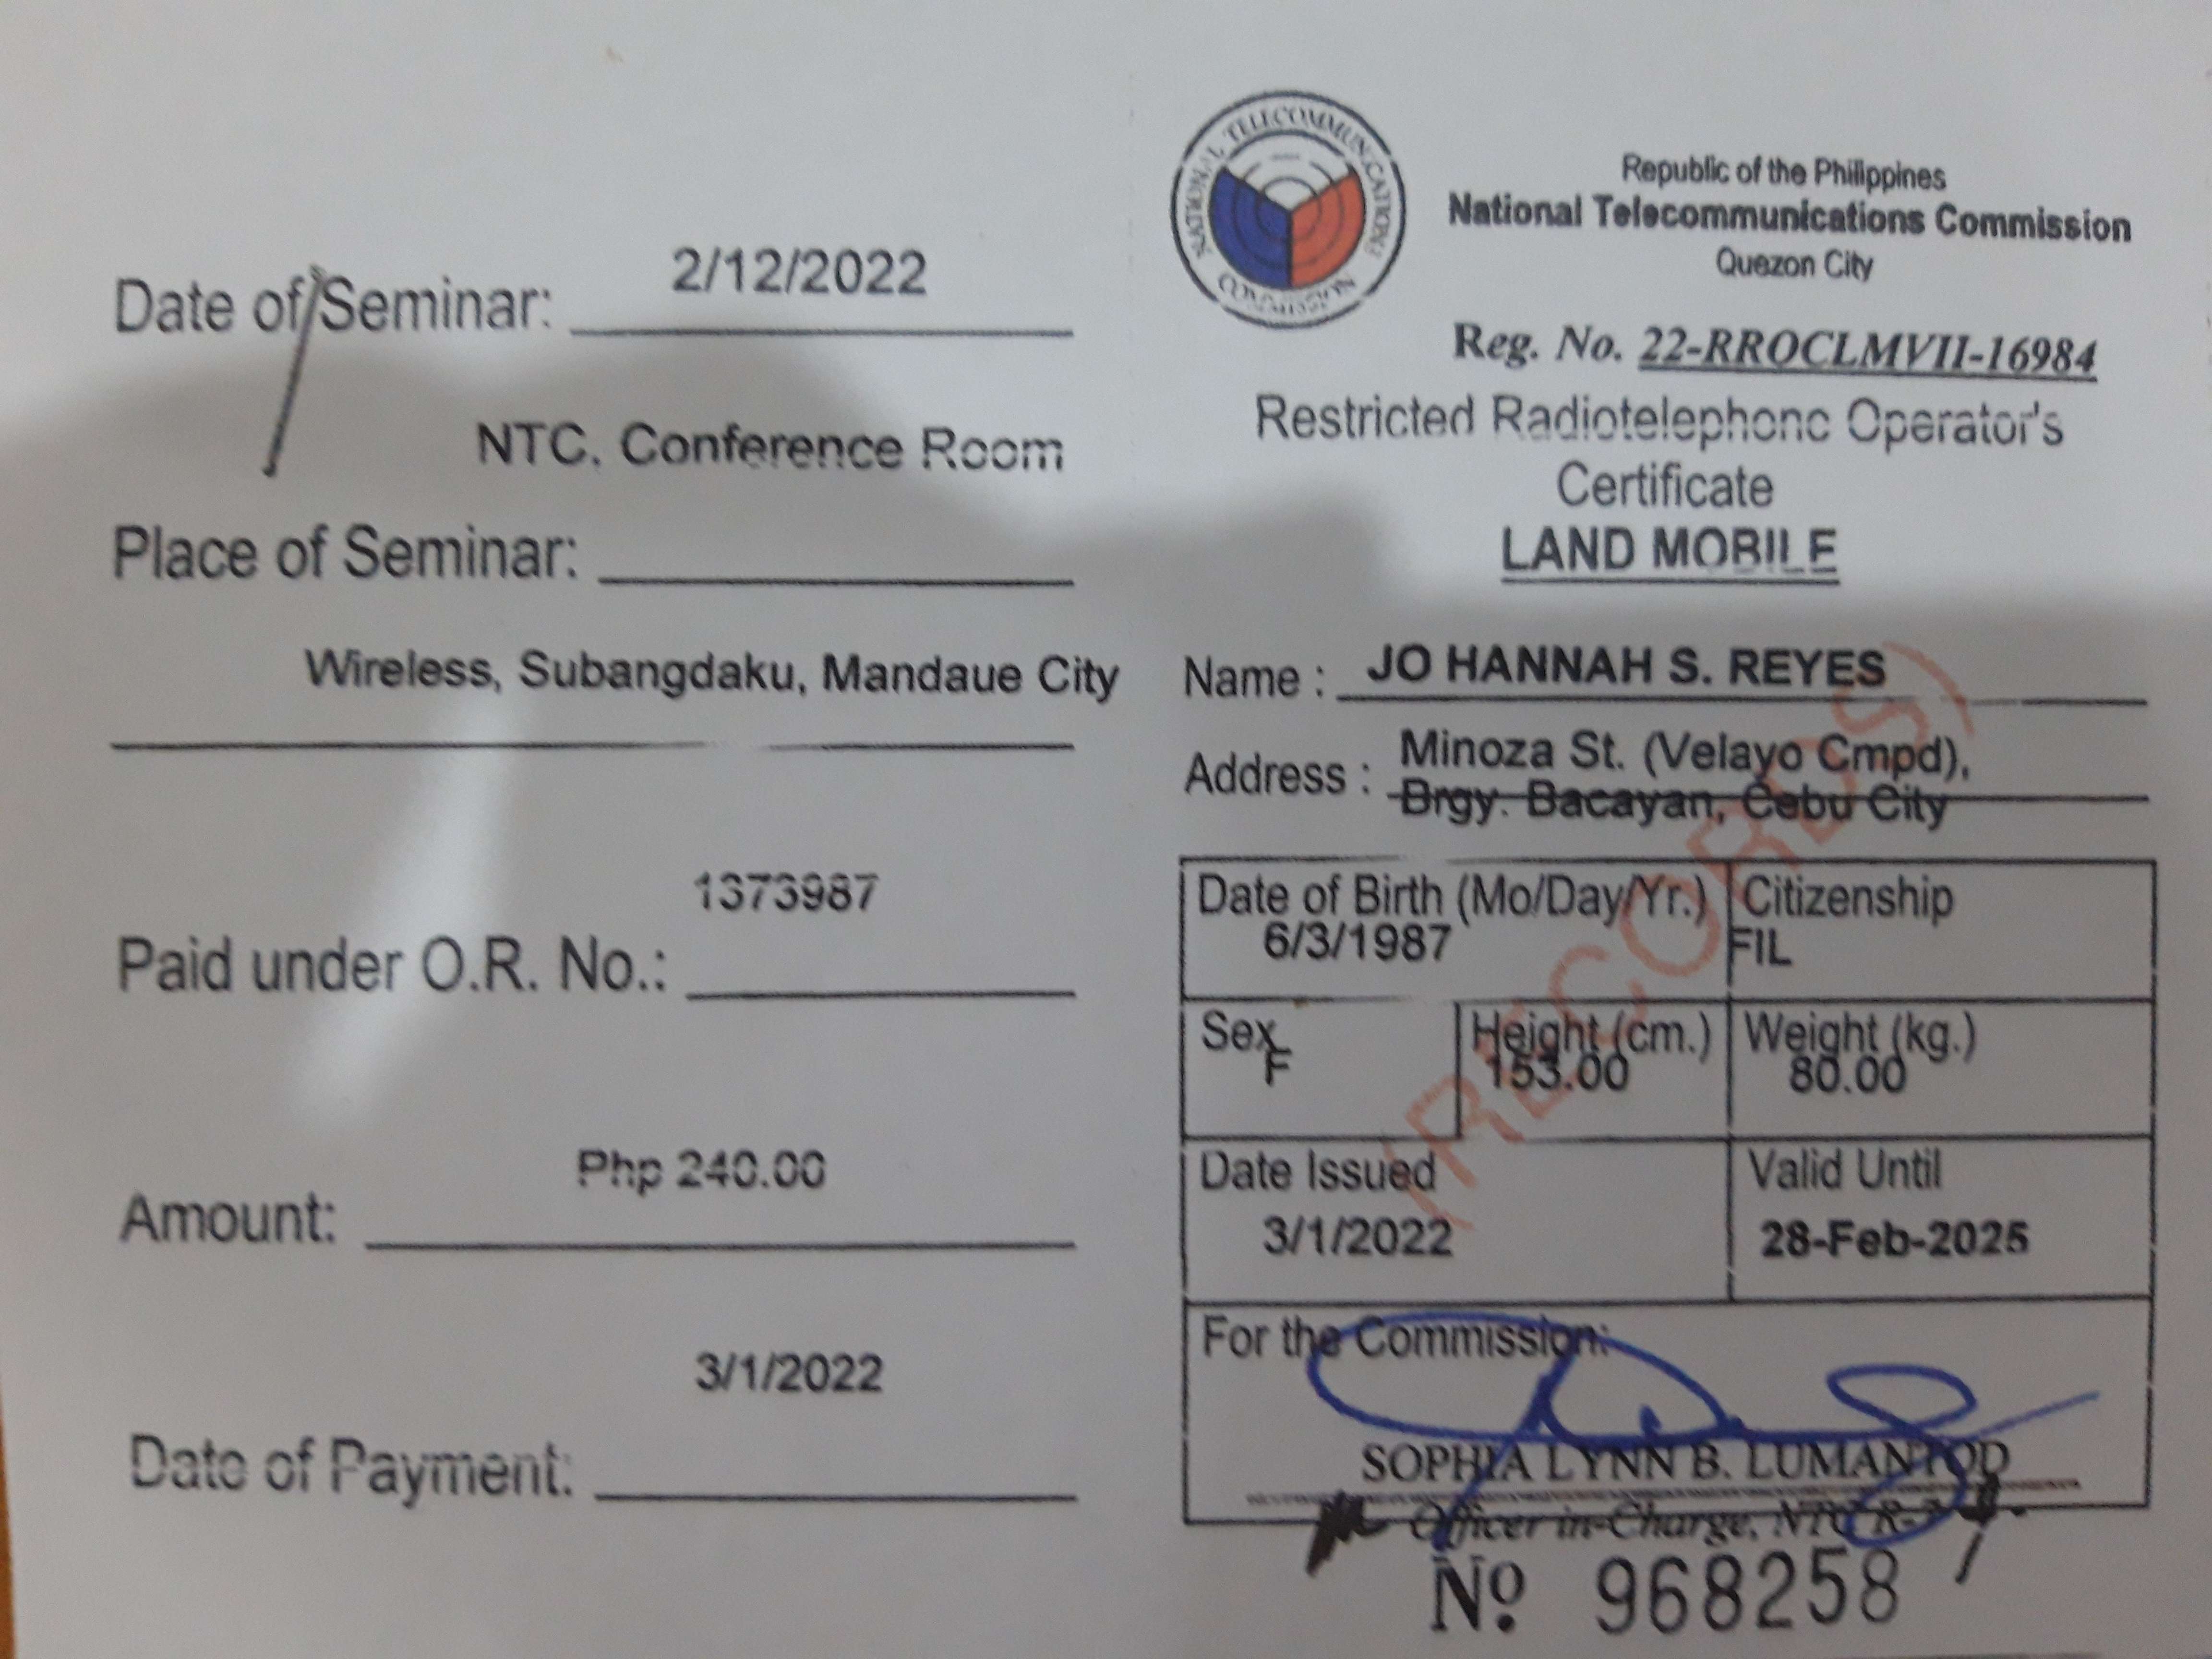 Date of Seminar: 2/12/2022
NTC. Conference Room
Place of Seminar:
Wireless, Subangdaku, Mandaue City
1373987
Paid under O.R. No.:
Php 240.00
Amount:
3/1/2022
Date of Payment:
NATIONAL TELECOMMUNICATIONS COMMISSION
Republic of the Philippines
National Telecommunications Commission
Quezon City
Reg. No. 22-RROCLMVII-16984
Restricted Radiotelephone Operator's
Certificate
LAND MOBILE
Name : JO HANNAH S. REYES
Address : Minoza St. (Velayo Cmpd),
Brgy. Bacayan, Cebu City
Date of Birth (Mo/Day/Yr.) Citizenship
6/3/1987 FIL
Sex Height (cm.) Weight (kg.)
F 153.00 80.00
Date Issued Valid Until
3/1/2022 28-Feb-2025
(RECORDS)
For the Commission:
SOPHIA LYNN B. LUMANTOD
Officer in-Charge, NTC R-7
Nº 968258